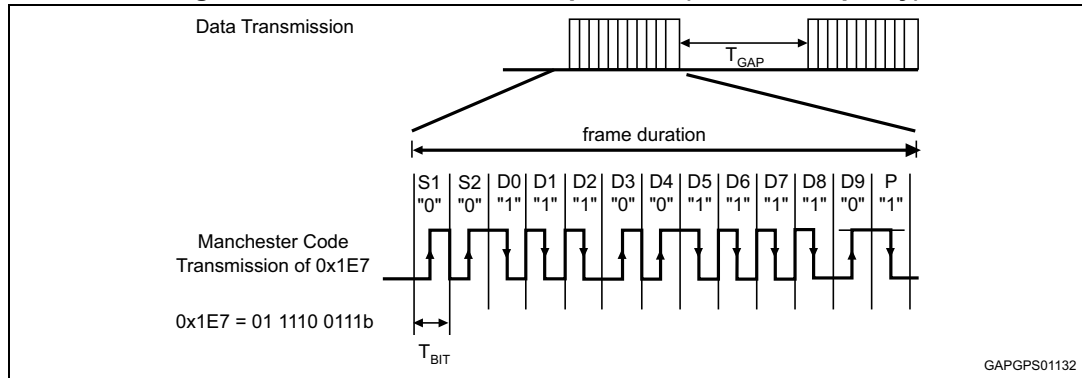 Data Transmission
TGAP
frame duration
S1 S2 D0 D1 D2 D3 D4 D5 D6 D7 D8 D9 P
"0" "0" "1" "1" "1" "0" "0" "1" "1" "1" "1" "0" "1"
Manchester Code
Transmission of 0x1E7
0x1E7 = 01 1110 0111b
TBIT
GAPGPS01132